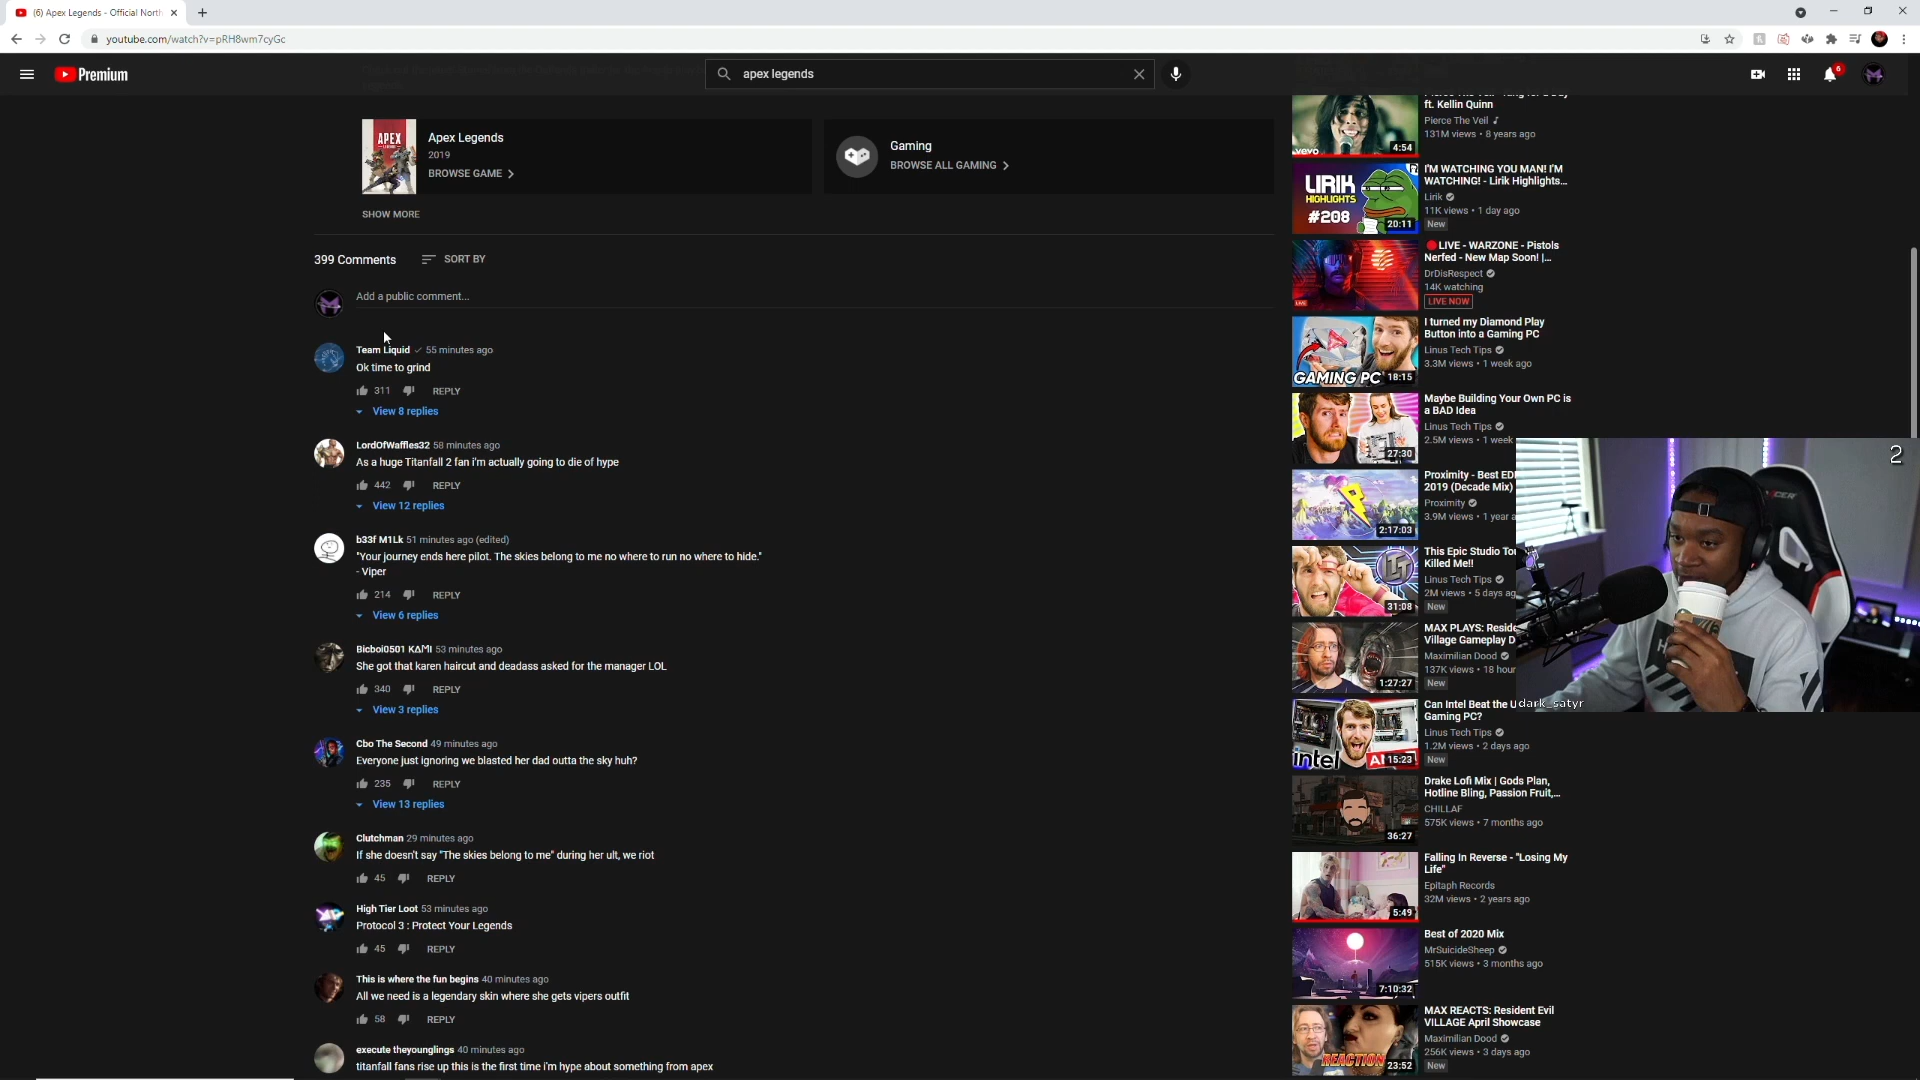 (6) Apex Legends - Official North
youtube.com/watch?v=pRH8wm7cyGc
Premium
apex legends
6
APEX
Apex Legends
2019
BROWSE GAME
Gaming
BROWSE ALL GAMING
SHOW MORE
399 Comments
SORT BY
Add a public comment...
Team Liquid 55 minutes ago
Ok time to grind
311 REPLY
View 8 replies
LordOfWaffles32 58 minutes ago
As a huge Titanfall 2 fan i'm actually going to die of hype
442 REPLY
View 12 replies
b33f M1Lk 51 minutes ago (edited)
"Your journey ends here pilot. The skies belong to me no where to run no where to hide."
- Viper
214 REPLY
View 6 replies
Bicboi0501 KΔMI 53 minutes ago
She got that karen haircut and deadass asked for the manager LOL
340 REPLY
View 3 replies
Cbo The Second 49 minutes ago
Everyone just ignoring we blasted her dad outta the sky huh?
235 REPLY
View 13 replies
Clutchman 29 minutes ago
If she doesn't say "The skies belong to me" during her ult, we riot
45 REPLY
High Tier Loot 53 minutes ago
Protocol 3 : Protect Your Legends
45 REPLY
This is where the fun begins 40 minutes ago
All we need is a legendary skin where she gets vipers outfit
58 REPLY
execute theyounglings 40 minutes ago
titanfall fans rise up this is the first time i'm hype about something from apex
ft. Kellin Quinn
Pierce The Veil
131M views • 8 years ago
vevo
4:54
I'M WATCHING YOU MAN! I'M
WATCHING! - Lirik Highlights...
Lirik
11K views • 1 day ago
New
LIRIK
HIGHLIGHTS
#208
20:11
LIVE - WARZONE - Pistols
Nerfed - New Map Soon! |...
DrDisRespect
14K watching
LIVE NOW
LIVE
I turned my Diamond Play
Button into a Gaming PC
Linus Tech Tips
3.3M views • 1 week ago
GAMING PC
18:15
Maybe Building Your Own PC is
a BAD Idea
Linus Tech Tips
2.5M views • 1 week
27:30
Proximity - Best EDM
2019 (Decade Mix)
Proximity
3.9M views • 1 year a
2:17:03
This Epic Studio To
Killed Me!!
Linus Tech Tips
2M views • 5 days ag
New
31:08
MAX PLAYS: Reside
Village Gameplay D
Maximilian Dood
137K views • 18 hour
New
1:27:27
Can Intel Beat the U
Gaming PC?
Linus Tech Tips
1.2M views • 2 days ago
New
intel
15:23
Drake Lofi Mix | Gods Plan,
Hotline Bling, Passion Fruit,...
CHILLAF
575K views • 7 months ago
36:27
Falling In Reverse - "Losing My
Life"
Epitaph Records
32M views • 2 years ago
5:49
Best of 2020 Mix
MrSuicideSheep
515K views • 3 months ago
7:10:32
MAX REACTS: Resident Evil
VILLAGE April Showcase
Maximilian Dood
256K views • 3 days ago
New
REACTION
23:52
2
dark_satyr